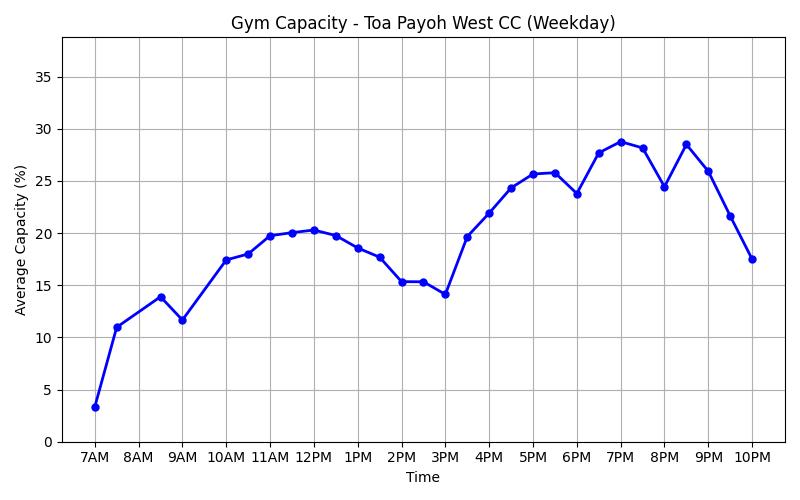 Gym Capacity - Toa Payoh West CC (Weekday)
Average Capacity (%)
35
30
25
20
15
10
5
0
7AM 8AM 9AM 10AM 11AM 12PM 1PM 2PM 3PM 4PM 5PM 6PM 7PM 8PM 9PM 10PM
Time